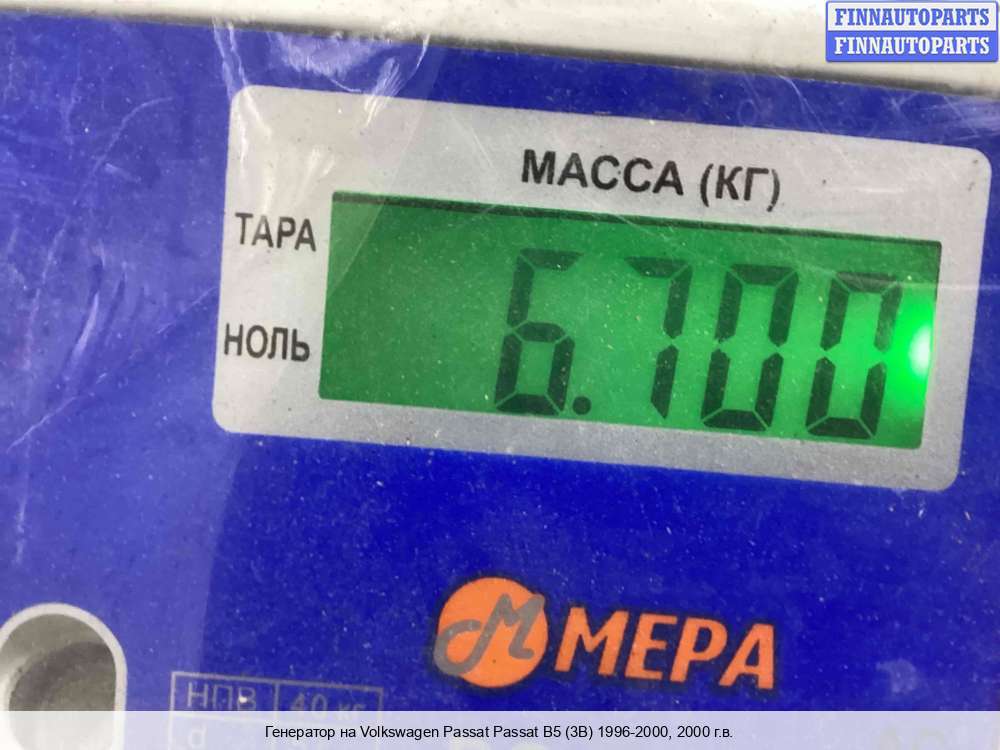 FINNAUTOPARTS
FINNAUTOPARTS
МАССА (КГ)
ТАРА
НОЛЬ
6.700
МЕРА
НПВ 40 кг
d
Генератор на Volkswagen Passat Passat B5 (3B) 1996-2000, 2000 г.в.